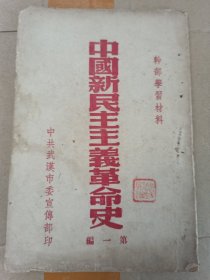 幹部學習材料
中國新民主主義革命史
第一編
中共武漢市委宣傳部印